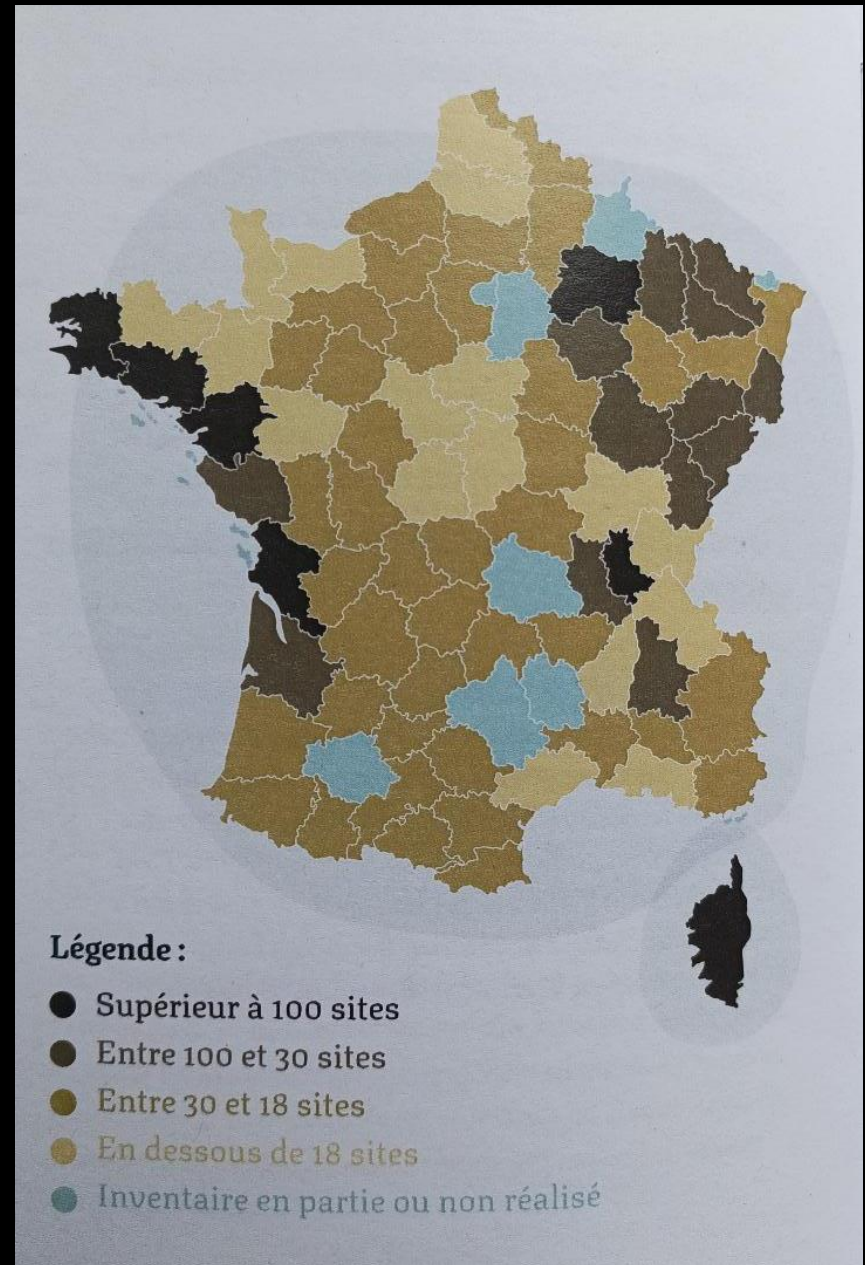 Légende :
Supérieur à 100 sites
Entre 100 et 30 sites
Entre 30 et 18 sites
En dessous de 18 sites
Inventaire en partie ou non réalisé